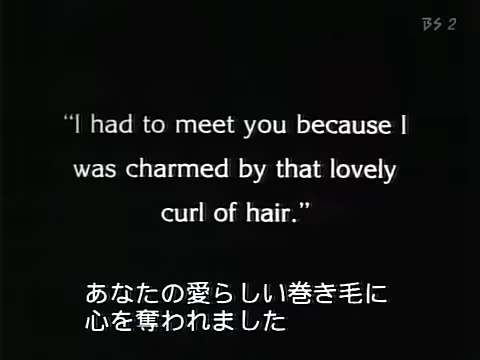 BS 2
“I had to meet you because I
was charmed by that lovely
curl of hair.”
あなたの愛らしい巻き毛に
心を奪われました